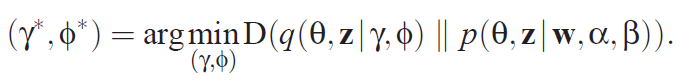 (γ*, ϕ*) = arg min D(q(θ, z | γ, ϕ) ‖ p(θ, z | w, α, β)).
(γ,ϕ)